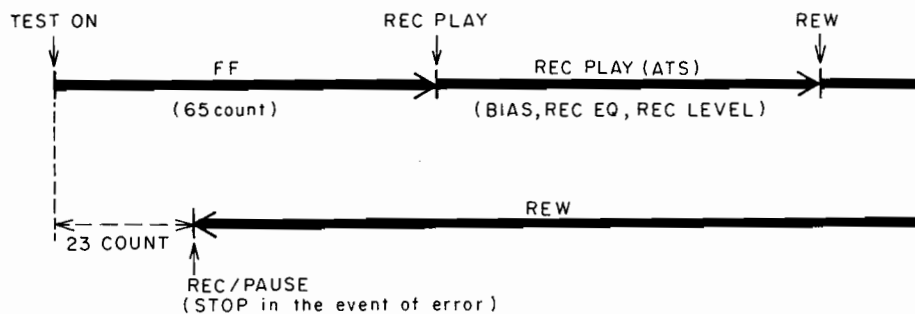 TEST ON
REC PLAY
REW
FF
REC PLAY (ATS)
(65 count)
(BIAS, REC EQ, REC LEVEL)
REW
23 COUNT
REC/PAUSE
(STOP in the event of error)